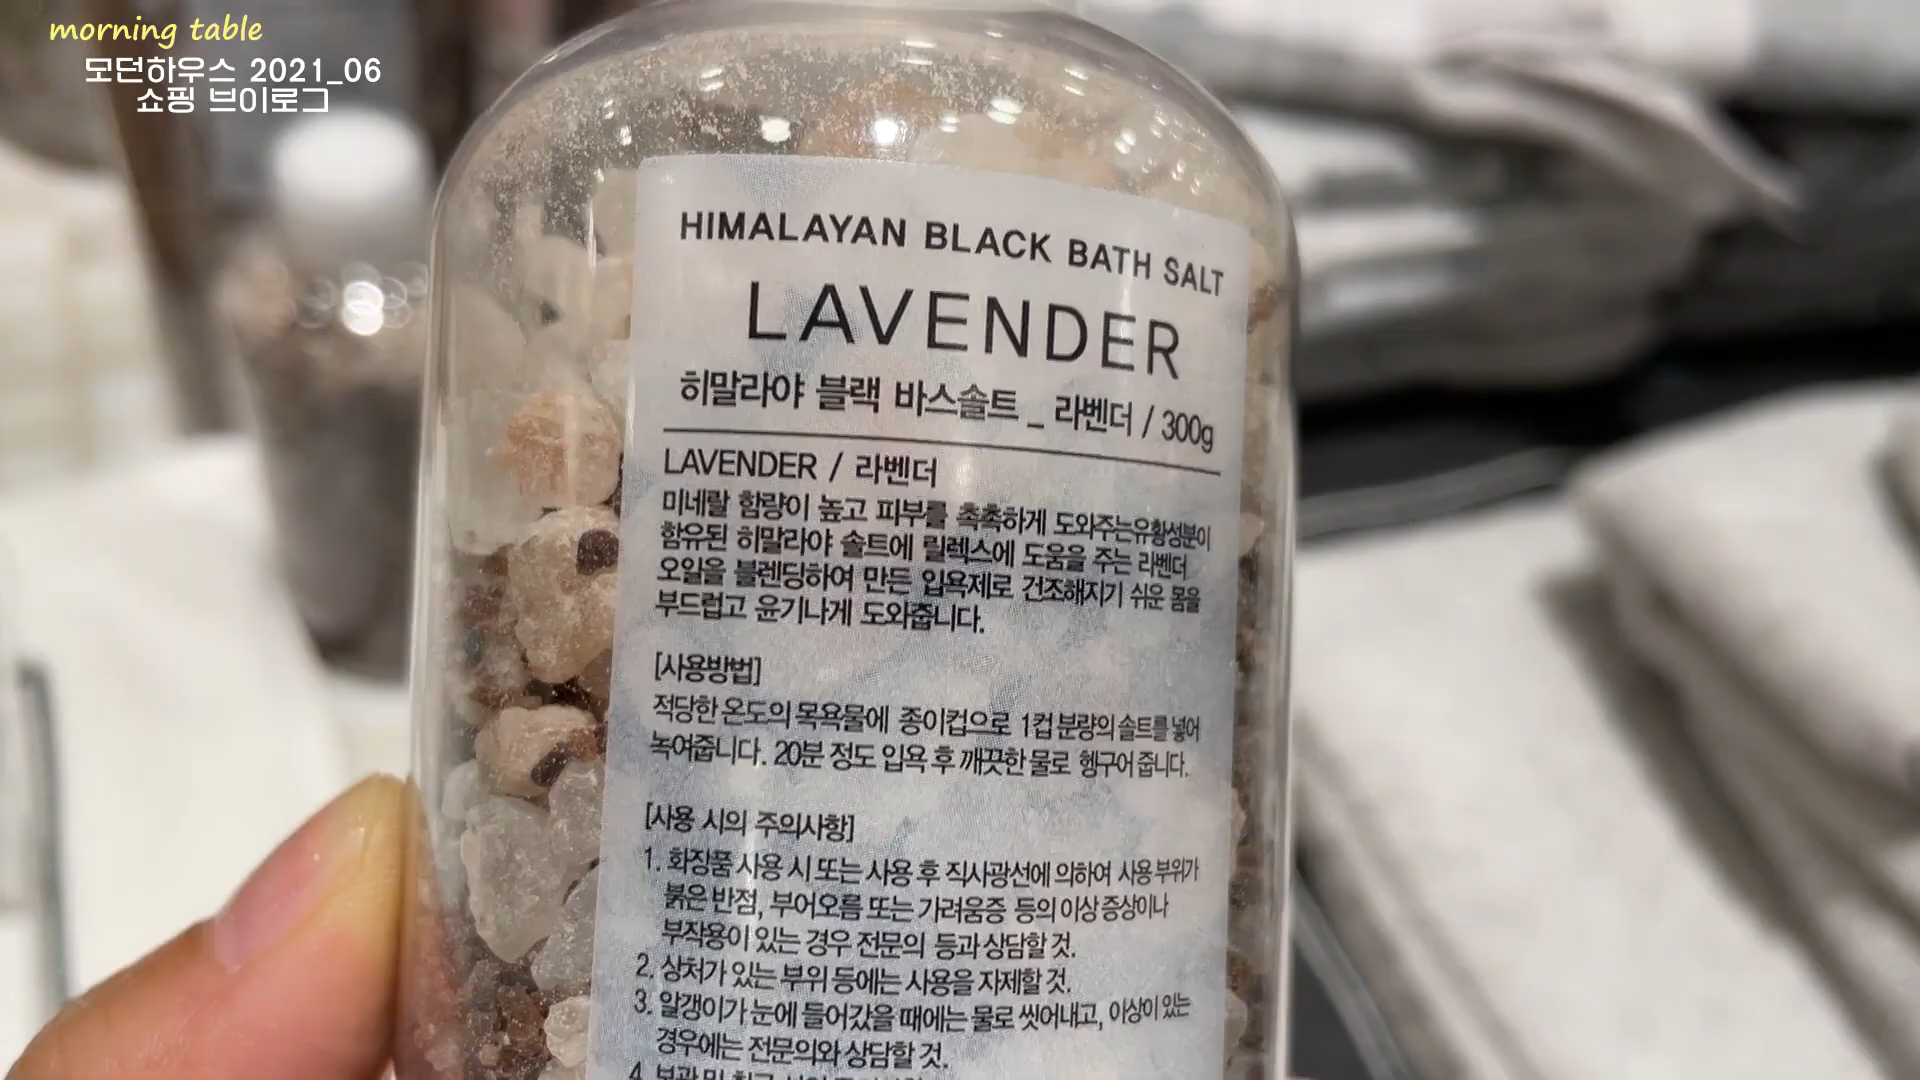 morning table
모던하우스 2021_06
쇼핑 브이로그
HIMALAYAN BLACK BATH SALT
LAVENDER
히말라야 블랙 바스솔트 _ 라벤더 / 300g
LAVENDER / 라벤더
미네랄 함량이 높고 피부를 촉촉하게 도와주는유황성분이
함유된 히말라야 솔트에 릴렉스에 도움을 주는 라벤더
오일을 블렌딩하여 만든 입욕제로 건조해지기 쉬운 몸을
부드럽고 윤기나게 도와줍니다.
[사용방법]
적당한 온도의 목욕물에 종이컵으로 1컵 분량의 솔트를 넣어
녹여줍니다. 20분 정도 입욕 후 깨끗한 물로 헹구어 줍니다.
[사용 시의 주의사항]
1. 화장품 사용 시 또는 사용 후 직사광선에 의하여 사용 부위가
붉은 반점, 부어오름 또는 가려움증 등의 이상 증상이나
부작용이 있는 경우 전문의 등과 상담할 것.
2. 상처가 있는 부위 등에는 사용을 자제할 것.
3. 알갱이가 눈에 들어갔을 때에는 물로 씻어내고, 이상이 있는
경우에는 전문의와 상담할 것.
4. 보관 및